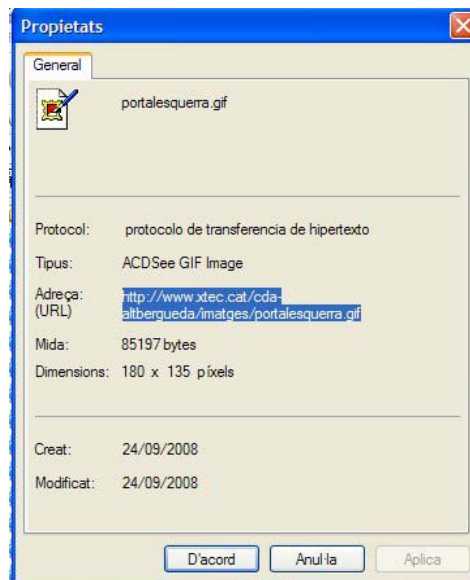 Propietats
General
portalesquerra.gif
Protocol: protocolo de transferencia de hipertexto
Tipus: ACDSee GIF Image
Adreça: http://www.xtec.cat/cda-
(URL) altbergueda/imatges/portalesquerra.gif
Mida: 85197 bytes
Dimensions: 180 x 135 píxels
Creat: 24/09/2008
Modificat: 24/09/2008
D'acord Anul·la Aplica